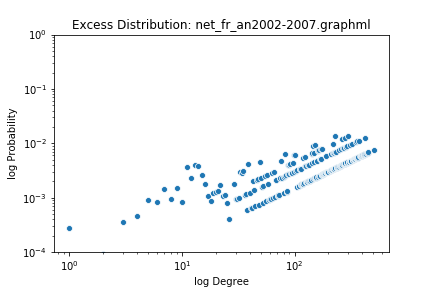 Excess Distribution: net_fr_an2002-2007.graphml
10⁰
10⁻¹
10⁻²
10⁻³
10⁻⁴
log Probability
10⁰ 10¹ 10²
log Degree